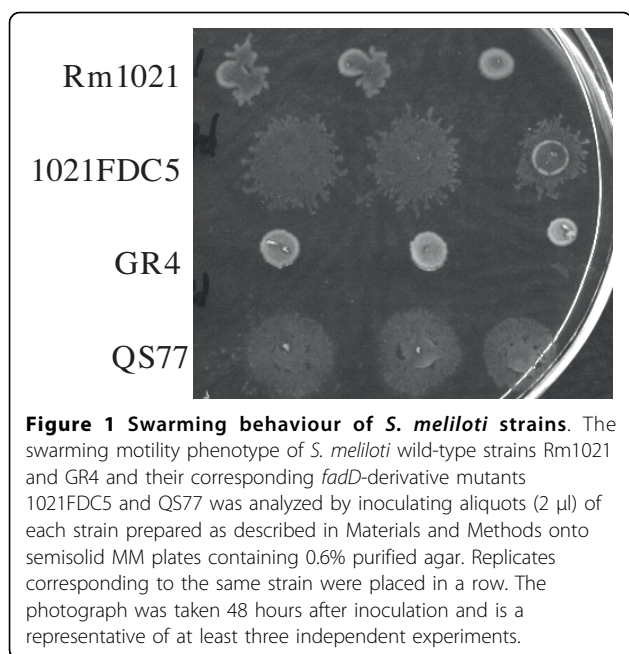 Rm1021
1021FDC5
GR4
QS77
Figure 1 Swarming behaviour of S. meliloti strains. The
swarming motility phenotype of S. meliloti wild-type strains Rm1021
and GR4 and their corresponding fadD-derivative mutants
1021FDC5 and QS77 was analyzed by inoculating aliquots (2 μl) of
each strain prepared as described in Materials and Methods onto
semisolid MM plates containing 0.6% purified agar. Replicates
corresponding to the same strain were placed in a row. The
photograph was taken 48 hours after inoculation and is a
representative of at least three independent experiments.